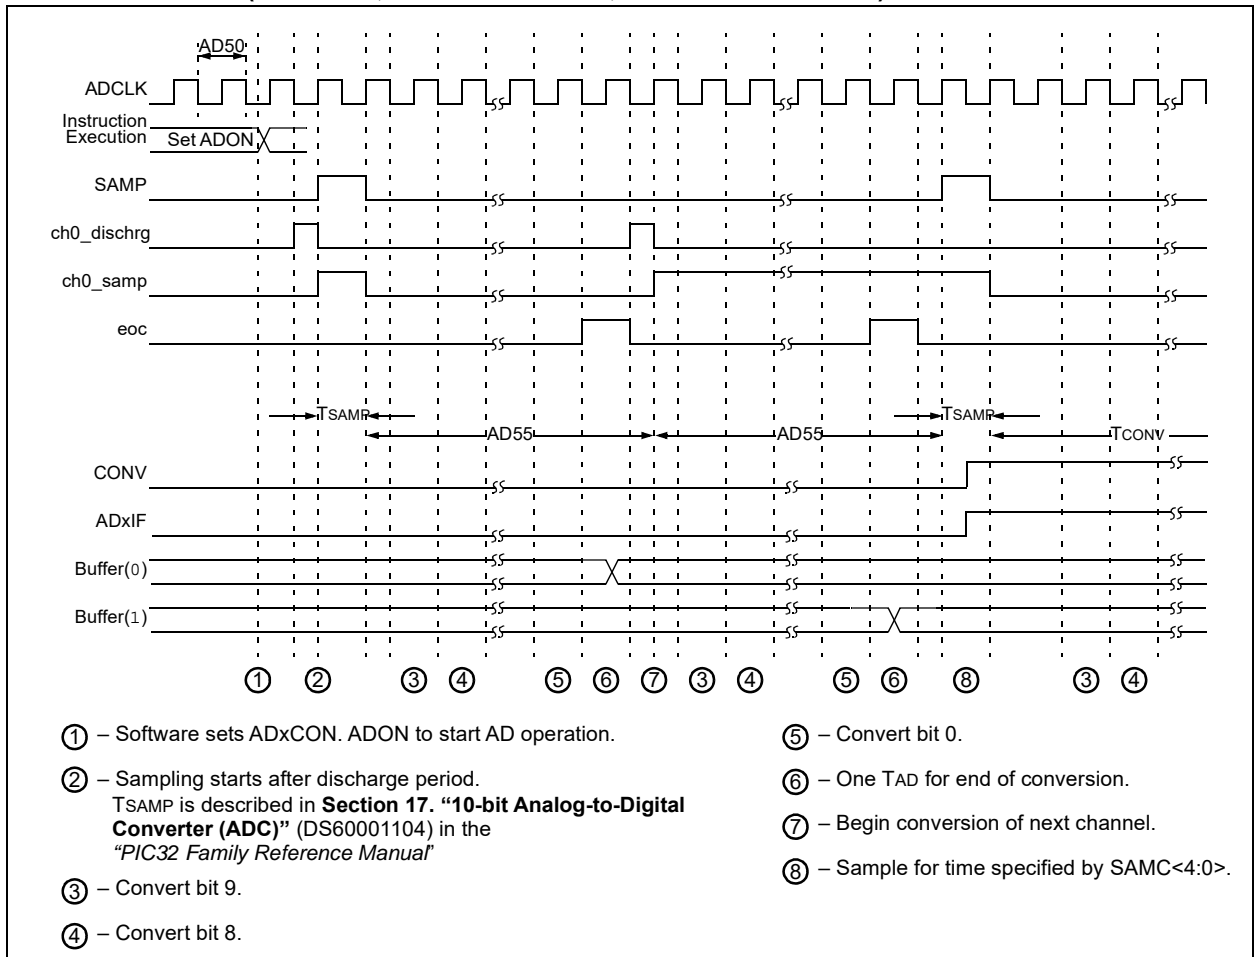 AD50
ADCLK
Instruction
Execution
Set ADON
SAMP
ch0_dischrg
ch0_samp
eoc
TSAMP
TSAMP
AD55
AD55
TCONV
CONV
ADxIF
Buffer(0)
Buffer(1)
1 2 3 4 5 6 7 3 4 5 6 8 3 4
1 – Software sets ADxCON. ADON to start AD operation.
2 – Sampling starts after discharge period.
TSAMP is described in Section 17. “10-bit Analog-to-Digital
Converter (ADC)” (DS60001104) in the
“PIC32 Family Reference Manual”
3 – Convert bit 9.
4 – Convert bit 8.
5 – Convert bit 0.
6 – One TAD for end of conversion.
7 – Begin conversion of next channel.
8 – Sample for time specified by SAMC<4:0>.